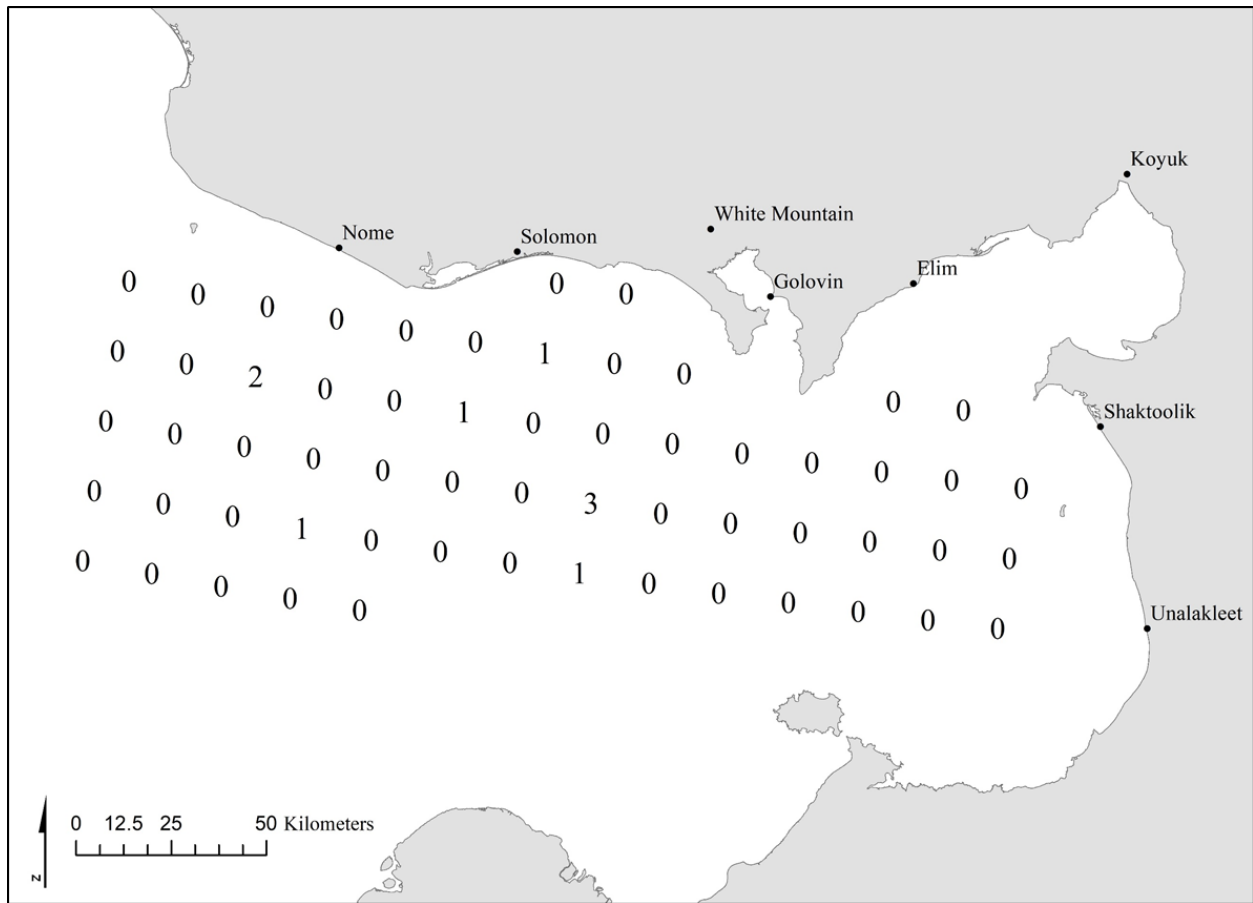 Koyuk
White Mountain
Nome
Solomon
Elim
Golovin
0 0
0 0 0 0 0 0 1 0 0 0 0
Shaktoolik
0 0 2 0 0 1 0 0 0 0 0 0 0 0
0 0 0 0 0 0 0 3 0 0 0 0 0 0
0 0 0 1 0 0 0 1 0 0 0 0 0 0
0 0 0 0 0
Unalakleet
0 12.5 25 50 Kilometers
N